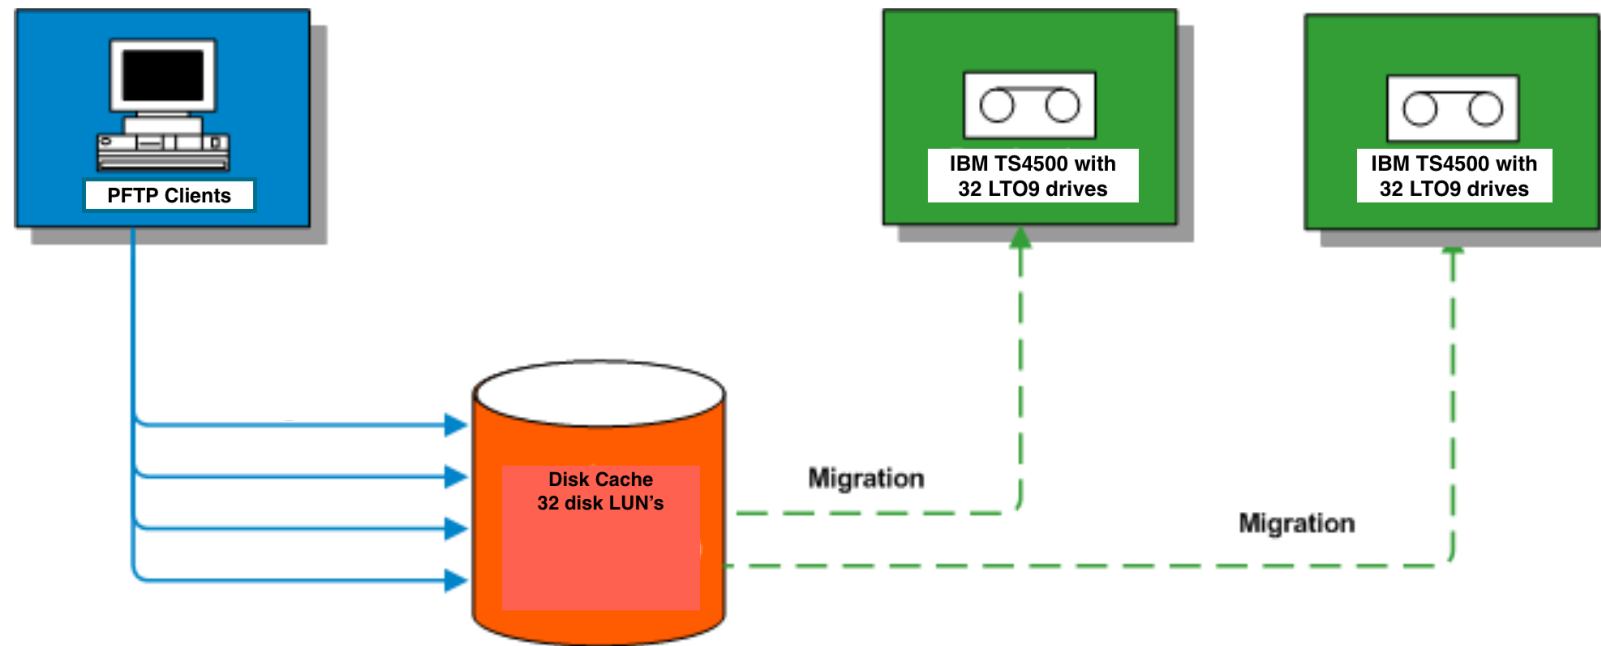 PFTP Clients
IBM TS4500 with
32 LTO9 drives
IBM TS4500 with
32 LTO9 drives
Disk Cache
32 disk LUN's
Migration
Migration